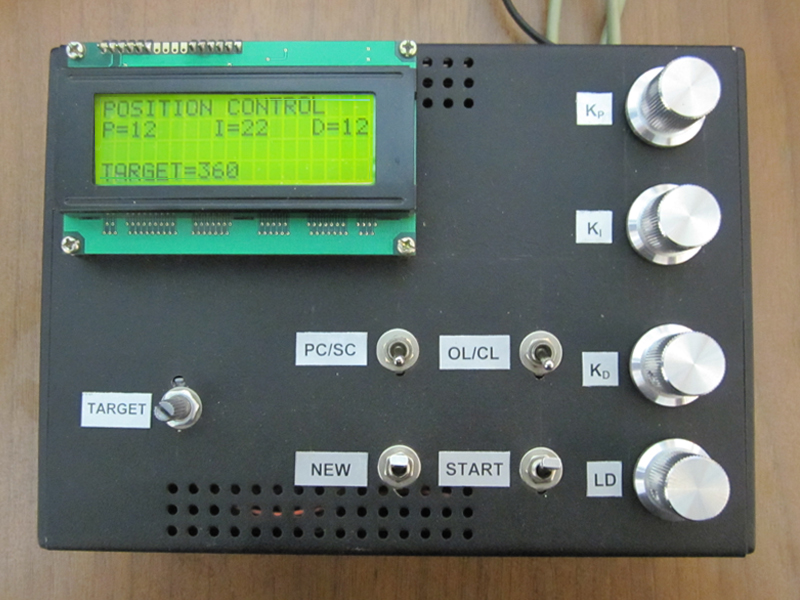 POSITION CONTROL
P=12 I=22 D=12
TARGET=360
KP
KI
PC/SC
OL/CL
KD
TARGET
NEW
START
LD